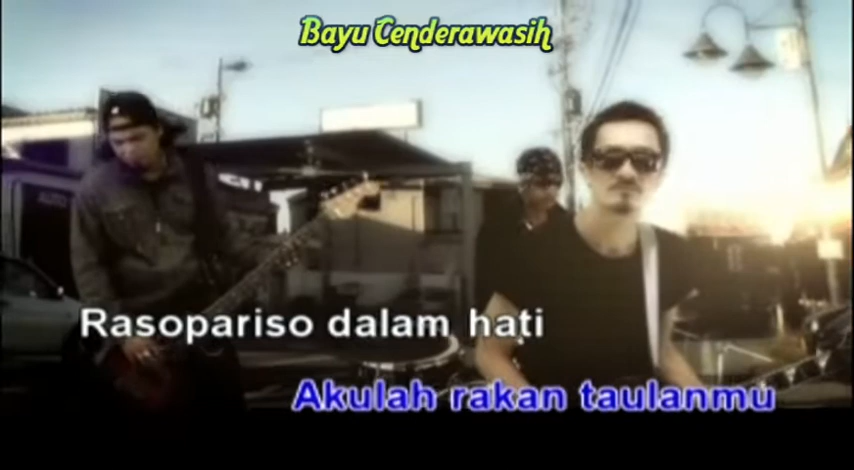 Bayu Cenderawasih
Rasopariso dalam hati
Akulah rakan taulanmu